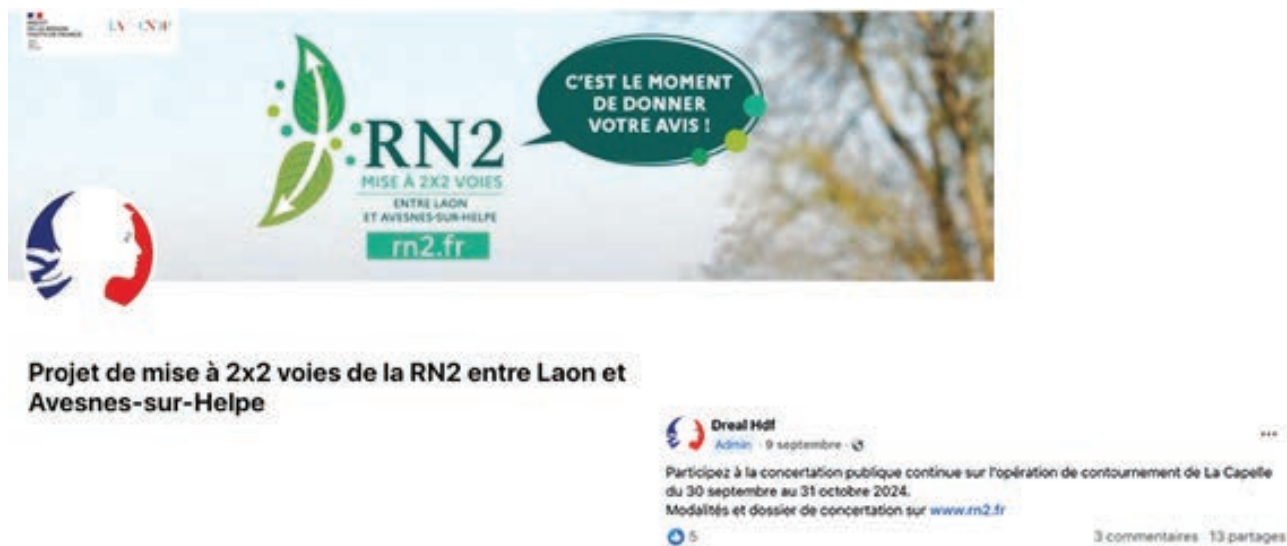 C'EST LE MOMENT
DE DONNER
VOTRE AVIS !
RN2
MISE À 2X2 VOIES
ENTRE LAON
ET AVESNES-SUR-HELPE
rn2.fr
Projet de mise à 2x2 voies de la RN2 entre Laon et
Avesnes-sur-Helpe
Dreal Hdf
Admin · 9 septembre ·
Participez à la concertation publique continue sur l'opération de contournement de La Capelle
du 30 septembre au 31 octobre 2024.
Modalités et dossier de concertation sur www.rn2.fr
5
3 commentaires 13 partages